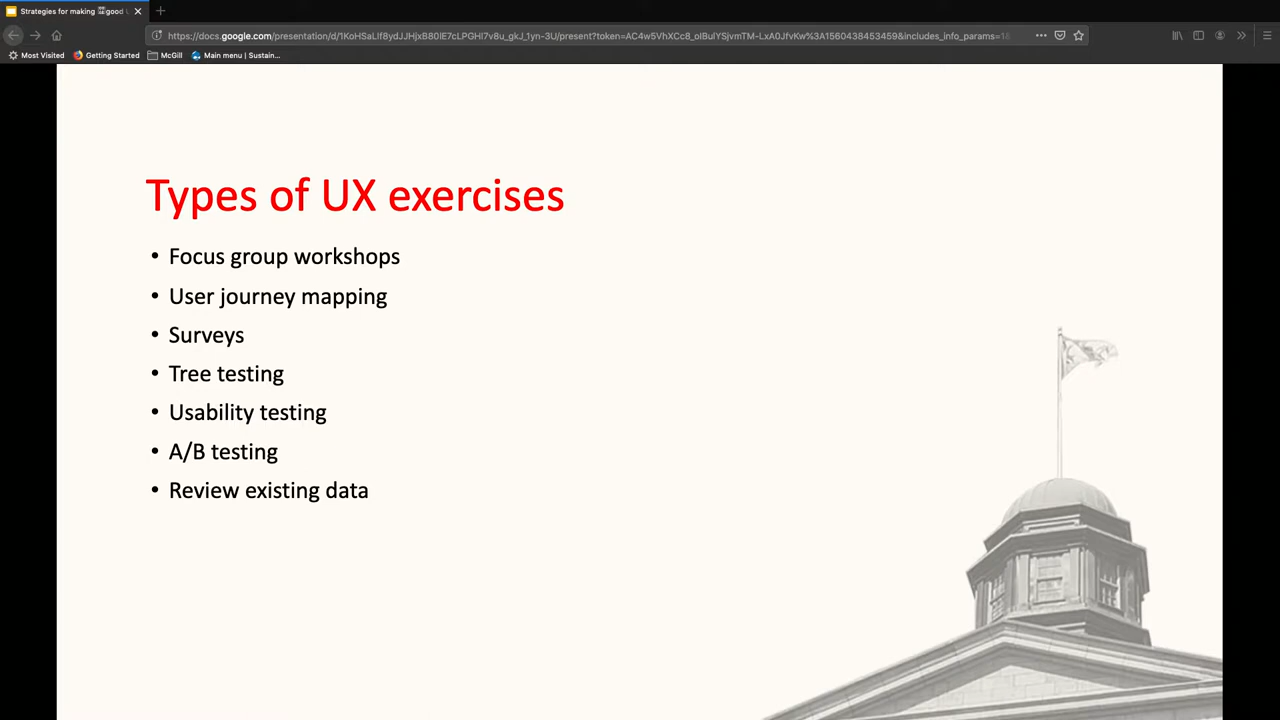 Strategies for making good U
https://docs.google.com/presentation/d/1KoHSaLIf8ydJJHjxB80IE7cLPGHI7v8u_gkJ_1yn-3U/present?token=AC4w5VhXCc8_oIBulYSjvmTM-LxA0JfvKw%3A1560438453459&includes_info_params=1
Most Visited Getting Started McGill Main menu | Sustain...
Types of UX exercises
• Focus group workshops
• User journey mapping
• Surveys
• Tree testing
• Usability testing
• A/B testing
• Review existing data